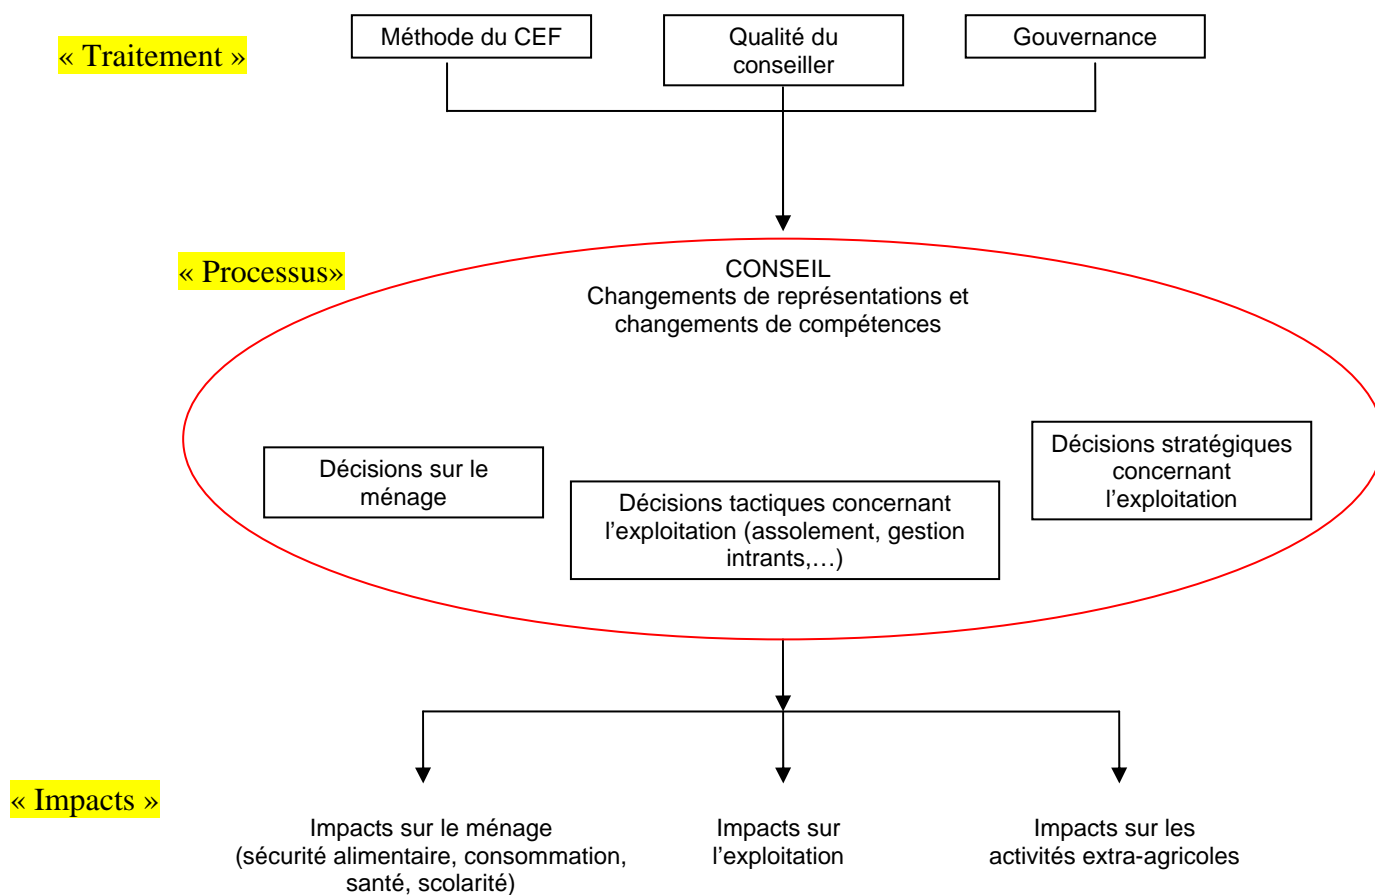 « Traitement »
Méthode du CEF
Qualité du
conseiller
Gouvernance
« Processus»
CONSEIL
Changements de représentations et
changements de compétences
Décisions sur le
ménage
Décisions tactiques concernant
l'exploitation (assolement, gestion
intrants,…)
Décisions stratégiques
concernant
l'exploitation
« Impacts »
Impacts sur le ménage
(sécurité alimentaire, consommation,
santé, scolarité)
Impacts sur
l'exploitation
Impacts sur les
activités extra-agricoles